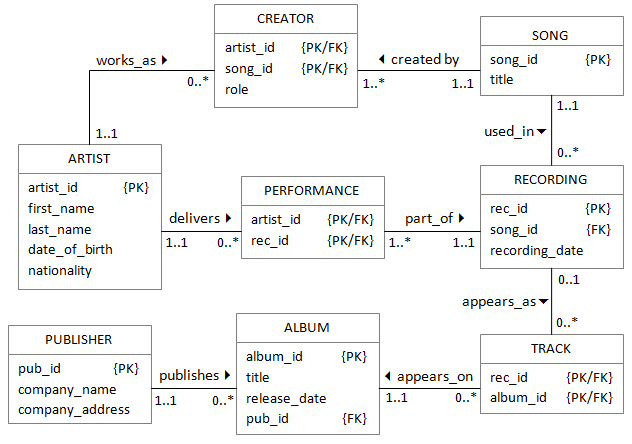 CREATOR
artist_id {PK/FK}
song_id {PK/FK}
role
works_as
0..*
1..1
created by
1..*
1..1
SONG
song_id {PK}
title
1..1
used_in
0..*
ARTIST
artist_id {PK}
first_name
last_name
date_of_birth
nationality
delivers
1..1
0..*
PERFORMANCE
artist_id {PK/FK}
rec_id {PK/FK}
part_of
1..*
1..1
RECORDING
rec_id {PK}
song_id {FK}
recording_date
0..1
appears_as
0..*
PUBLISHER
pub_id {PK}
company_name
company_address
publishes
1..1
0..*
ALBUM
album_id {PK}
title
release_date
pub_id {FK}
appears_on
1..1
0..*
TRACK
rec_id {PK/FK}
album_id {PK/FK}